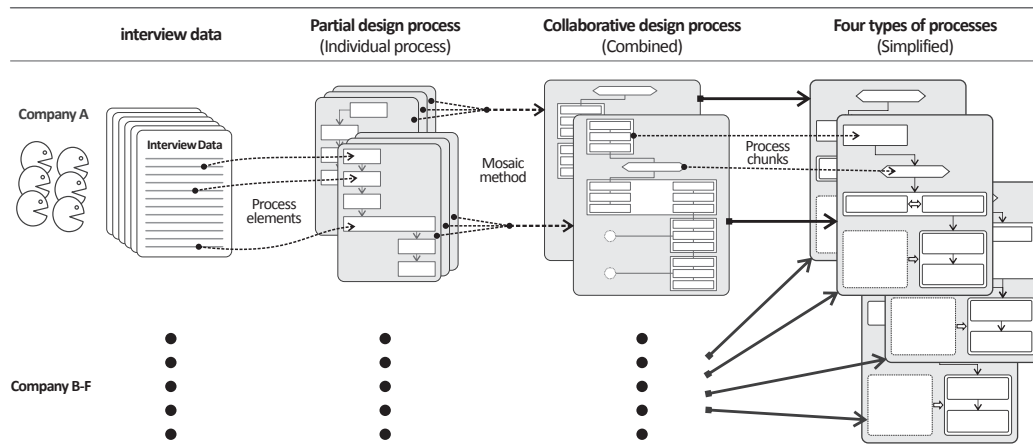 interview data
Partial design process
(Individual process)
Collaborative design process
(Combined)
Four types of processes
(Simplified)
Company A
Interview Data
Process
elements
Mosaic
method
Process
chunks
Company B-F